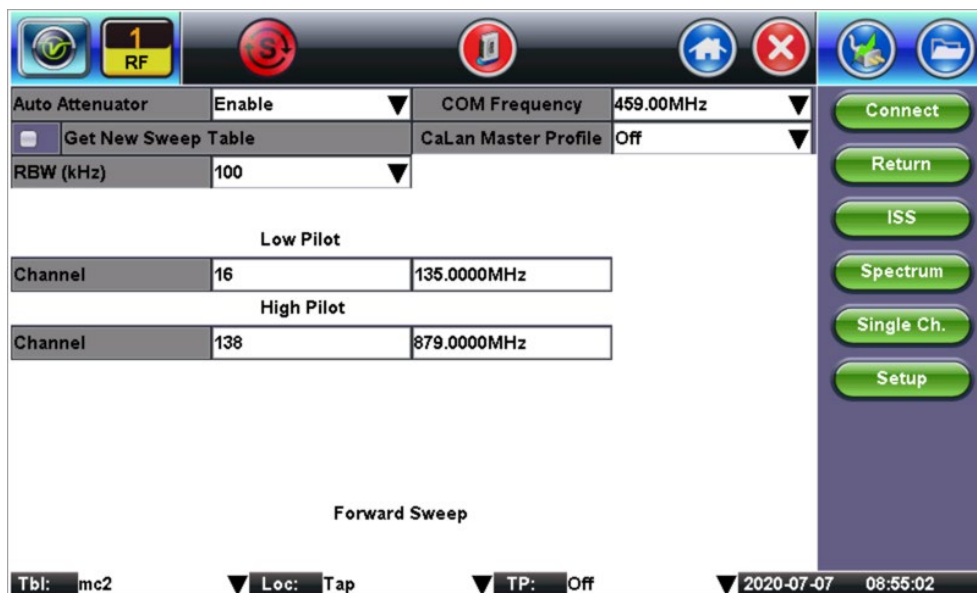 1
RF
S
Auto Attenuator Enable COM Frequency 459.00MHz
Get New Sweep Table CaLan Master Profile Off
RBW (kHz) 100
Low Pilot
Channel 16 135.0000MHz
High Pilot
Channel 138 879.0000MHz
Forward Sweep
Tbl: mc2 Loc: Tap TP: Off 2020-07-07 08:55:02
Connect
Return
ISS
Spectrum
Single Ch.
Setup